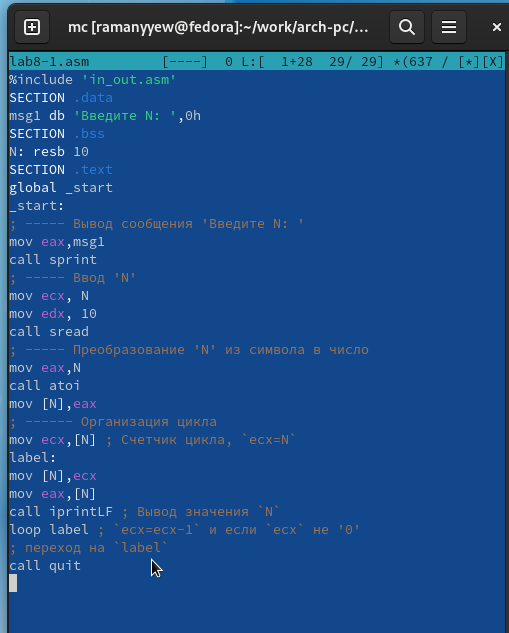 mc [ramanyyew@fedora]:~/work/arch-pc/...
lab8-1.asm [----] 0 L:[ 1+28 29/ 29] *(637 / [*][X]
%include 'in_out.asm'
SECTION .data
msg1 db 'Введите N: ',0h
SECTION .bss
N: resb 10
SECTION .text
global _start
_start:
; ----- Вывод сообщения 'Введите N: '
mov eax,msg1
call sprint
; ----- Ввод 'N'
mov ecx, N
mov edx, 10
call sread
; ----- Преобразование 'N' из символа в число
mov eax,N
call atoi
mov [N],eax
; ------ Организация цикла
mov ecx,[N] ; Счетчик цикла, `ecx=N`
label:
mov [N],ecx
mov eax,[N]
call iprintLF ; Вывод значения `N`
loop label ; `ecx=ecx-1` и если `ecx` не '0'
; переход на `label`
call quit